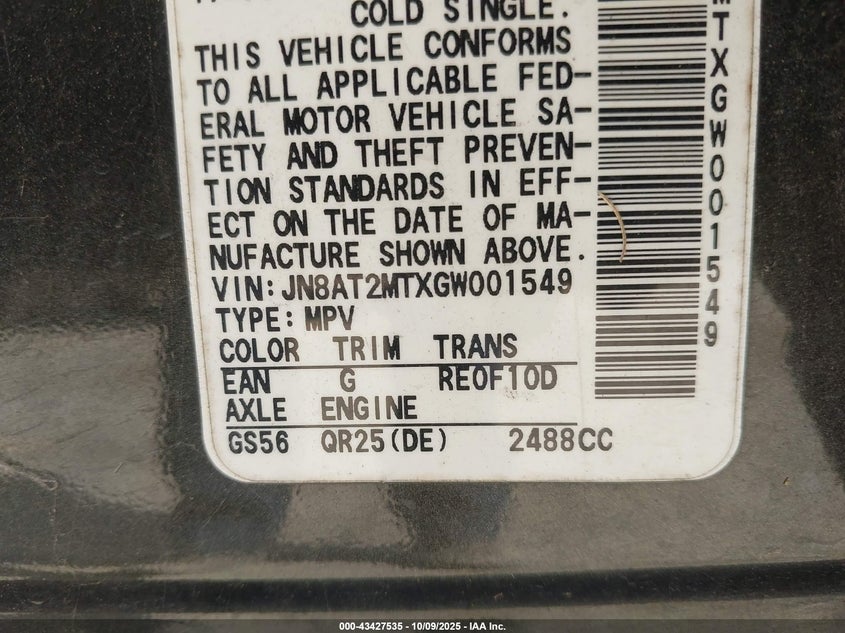 COLD SINGLE.
THIS VEHICLE CONFORMS
TO ALL APPLICABLE FED-
ERAL MOTOR VEHICLE SA-
FETY AND THEFT PREVEN-
TION STANDARDS IN EFF-
ECT ON THE DATE OF MA-
NUFACTURE SHOWN ABOVE.
VIN:JN8AT2MTXGW001549
TYPE:MPV
COLOR TRIM TRANS
EAN G RE0F10D
AXLE ENGINE
GS56 QR25(DE) 2488CC
MTXGW001549
000-43427535 - 10/09/2025 - IAA Inc.